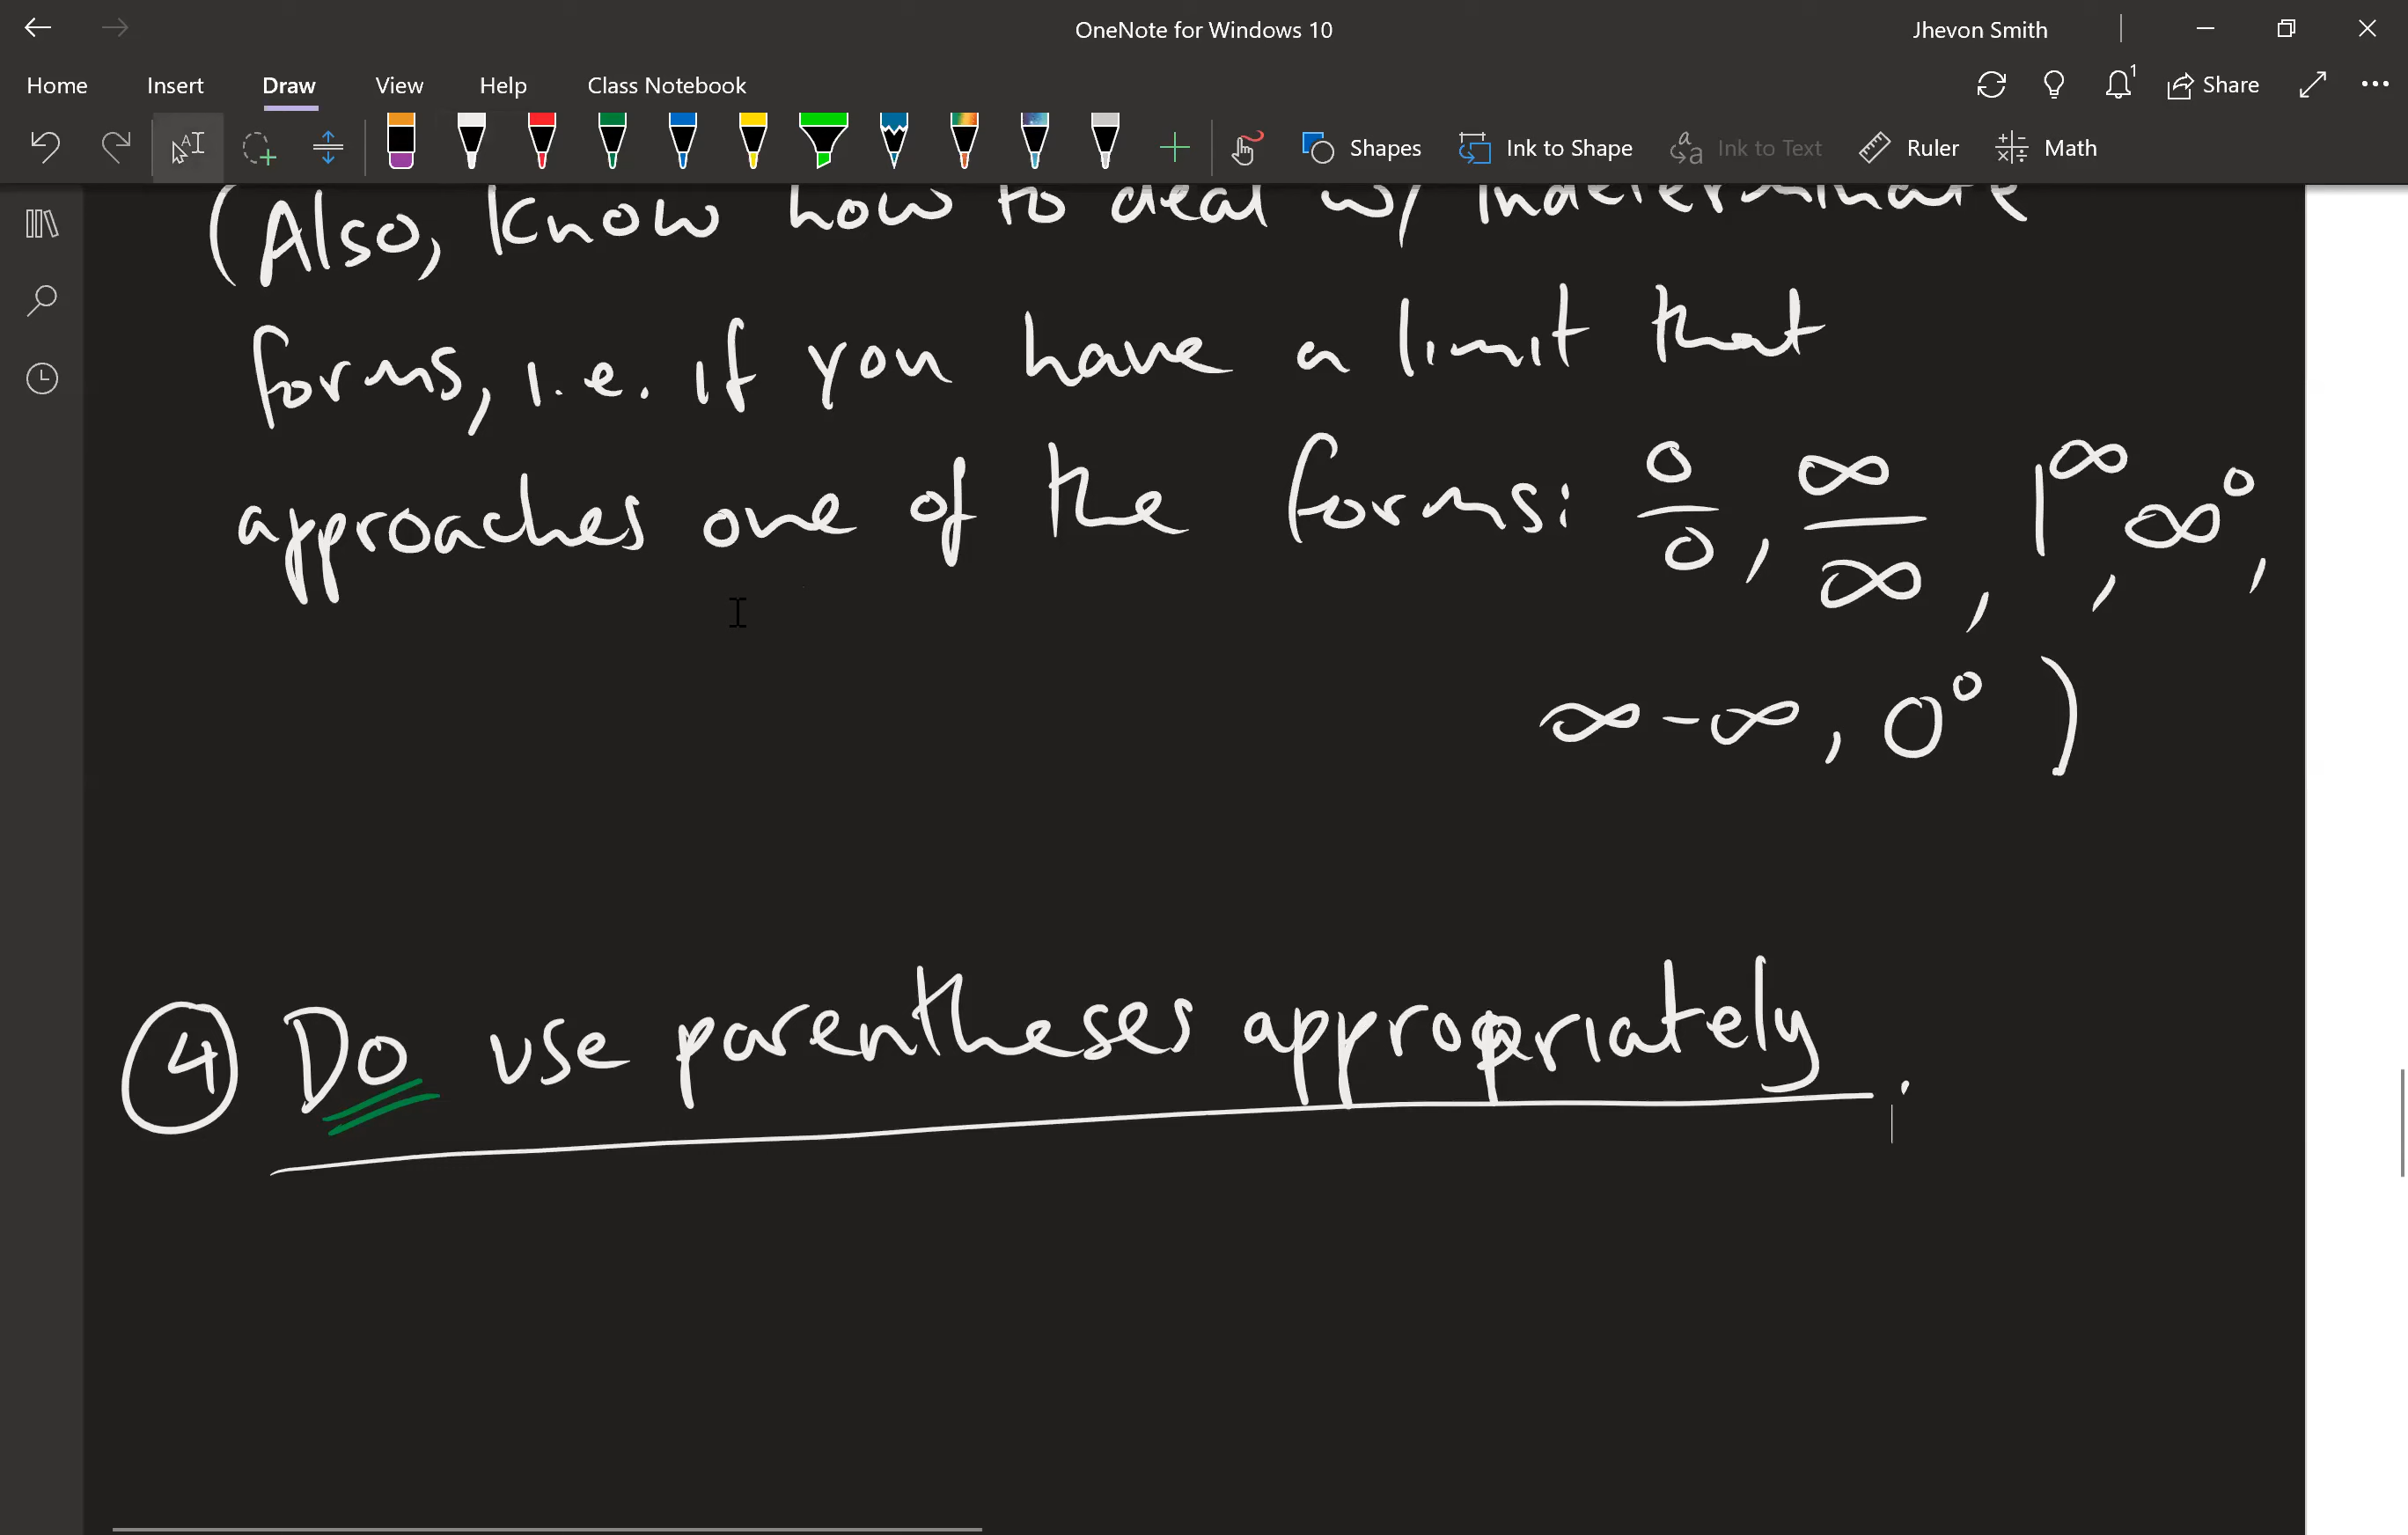 OneNote for Windows 10
Jhevon Smith
Home Insert Draw View Help Class Notebook
1
Share
Shapes Ink to Shape Ink to Text Ruler Math
(Also, know how to deal w/ indeterminate
forms, i.e. if you have a limit that
approaches one of the forms: 0/0, ∞/∞, 1^∞, ∞^0,
∞-∞, 0^0 )
④ Do use parentheses appropriately.